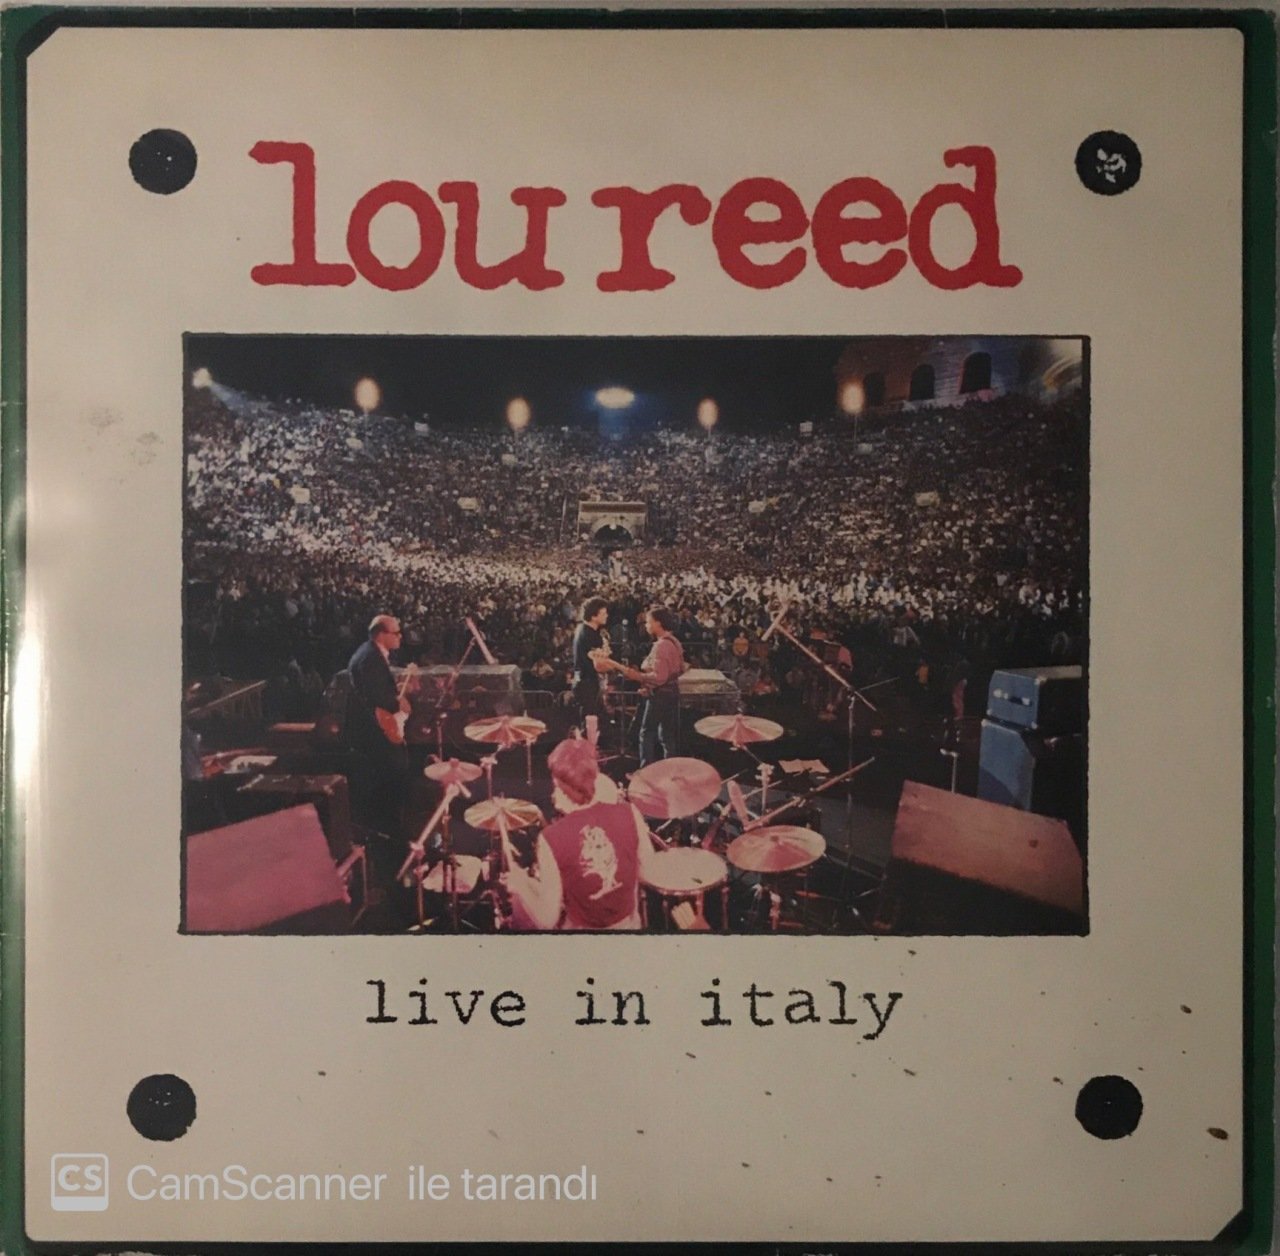 lou reed
live in italy
CS CamScanner ile tarandı